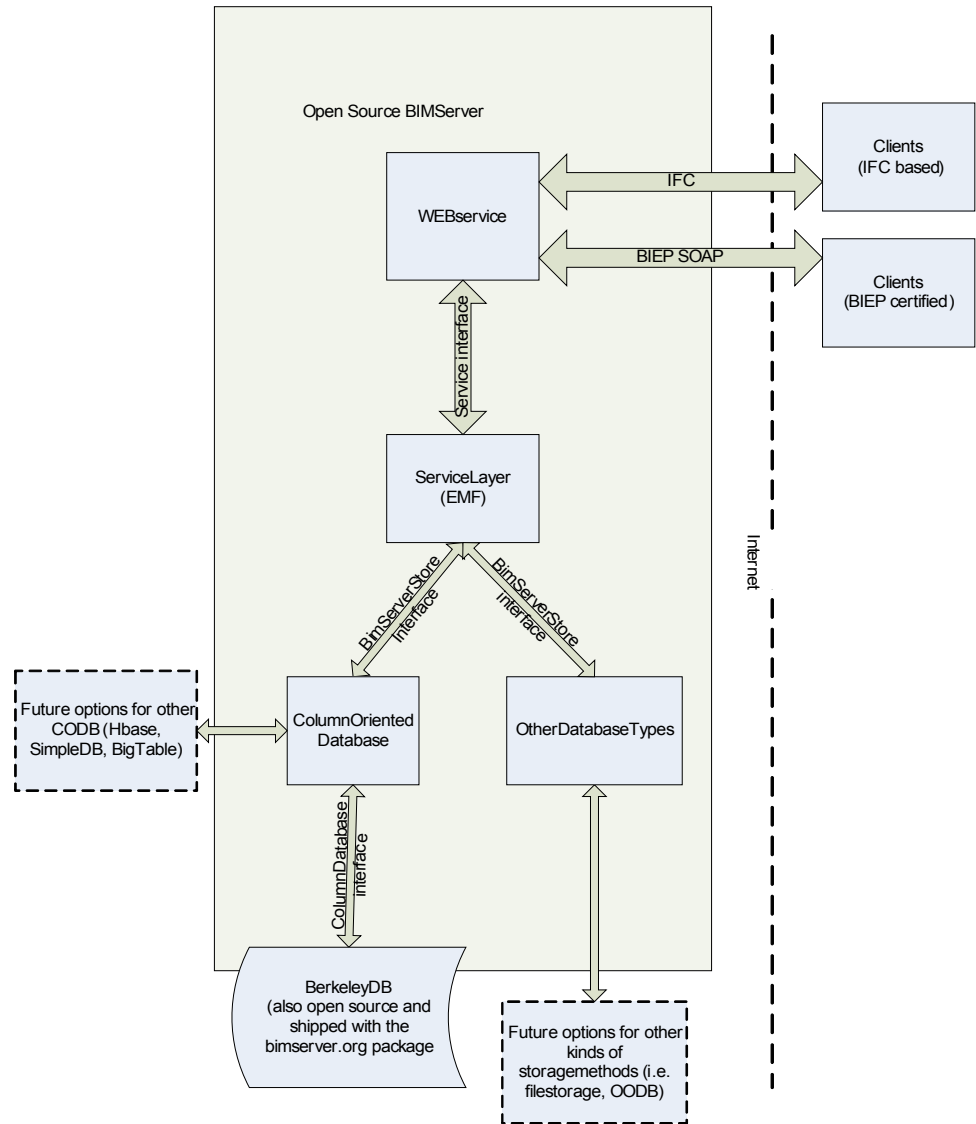 Open Source BIMServer
WEBservice
IFC
Clients
(IFC based)
BIEP SOAP
Clients
(BIEP certified)
Service interface
ServiceLayer
(EMF)
Internet
BimServerStore
Interface
BimServerStore
interface
Future options for other
CODB (Hbase,
SimpleDB, BigTable)
ColumnOriented
Database
OtherDatabaseTypes
ColumnDatabase
interface
BerkeleyDB
(also open source and
shipped with the
bimserver.org package
Future options for other
kinds of
storagemethods (i.e.
filestorage, OODB)